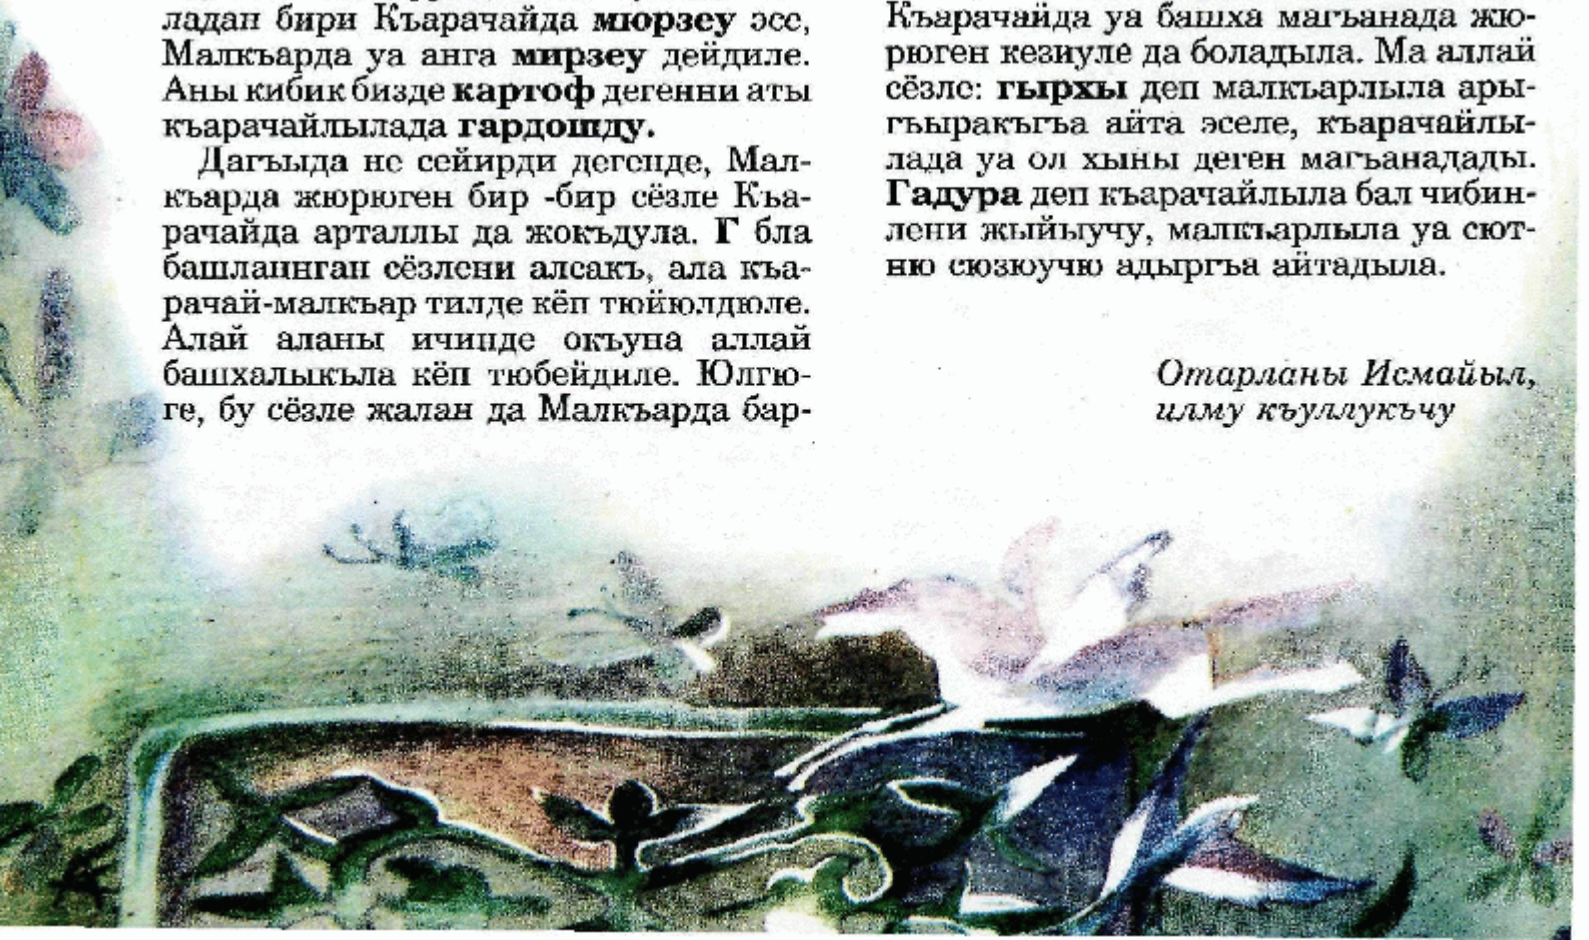 ладан бири Къарачайда мюрзеу эсе,
Малкъарда уа анга мирзеу дейдиле.
Аны кибик бизде картоф дегенни аты
къарачайлылада гардошду.
Дагъыда не сейирди дегенде, Мал-
къарда жюрюген бир -бир сёзле Къа-
рачайда арталлы да жокъдула. Г бла
башланнган сёзлени алсакъ, ала къа-
рачай-малкъар тилде кёп тюйюлдюле.
Алай аланы ичинде окъуна аллай
башхалыкъла кёп тюбейдиле. Юлгю-
ге, бу сёзле жалан да Малкъарда бар-
Къарачайда уа башха магъанада жю-
рюген кезиуле да боладыла. Ма аллай
сёзле: гырхы деп малкъарлыла ары-
гъыракъгъа айта эселе, къарачайлы-
лада уа ол хыны деген магъанадады.
Гадура деп къарачайлыла бал чибин-
лени жыйыучу, малкъарлыла уа сют-
ню сюзюучю адыргъа айтадыла.
Отарланы Исмайыл,
илму къуллукъчу